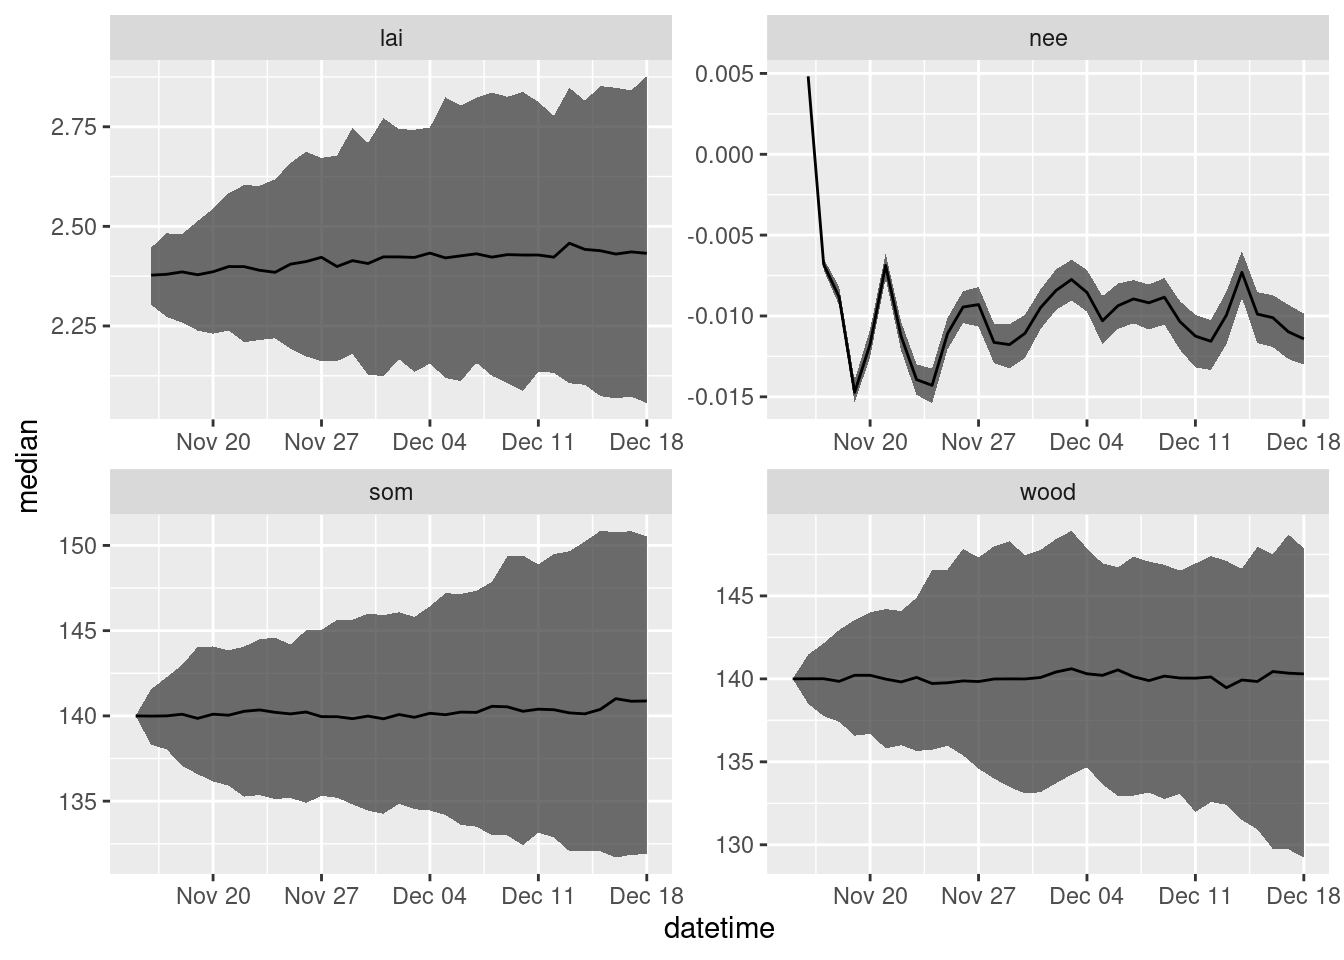 lai
nee
2.75
2.50
2.25
0.005
0.000
-0.005
-0.010
-0.015
Nov 20 Nov 27 Dec 04 Dec 11 Dec 18
Nov 20 Nov 27 Dec 04 Dec 11 Dec 18
median
som
wood
150
145
140
135
145
140
135
130
Nov 20 Nov 27 Dec 04 Dec 11 Dec 18
Nov 20 Nov 27 Dec 04 Dec 11 Dec 18
datetime